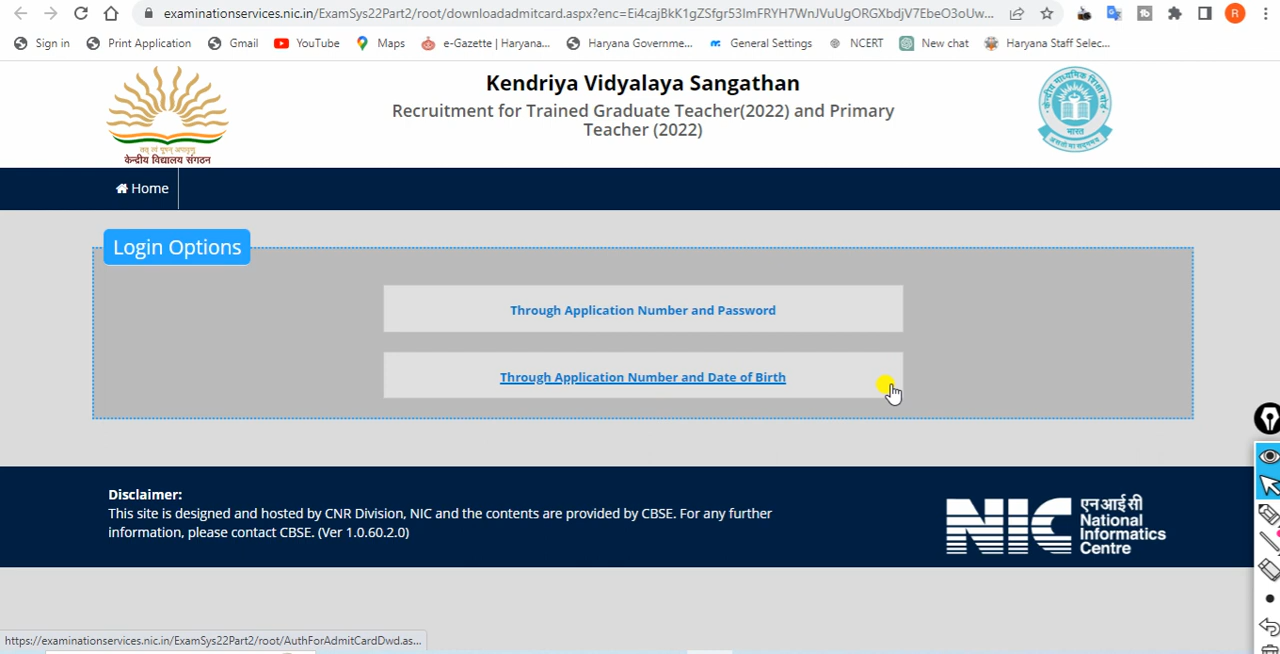 examinationservices.nic.in/ExamSys22Part2/root/downloadadmitcard.aspx?enc=Ei4cajBkK1gZSfgr53ImFRYH7WnJVuUgORGXbdjV7EbeO3oUw...
R
Sign in
Print Application
Gmail
YouTube
Maps
e-Gazette | Haryana...
Haryana Governme...
General Settings
NCERT
New chat
Haryana Staff Selec...
Kendriya Vidyalaya Sangathan
Recruitment for Trained Graduate Teacher(2022) and Primary
Teacher (2022)
केन्द्रीय विद्यालय संगठन
भारत
Home
Login Options
Through Application Number and Password
Through Application Number and Date of Birth
Disclaimer:
This site is designed and hosted by CNR Division, NIC and the contents are provided by CBSE. For any further
information, please contact CBSE. (Ver 1.0.60.2.0)
NIC
एन आई सी
National
Informatics
Centre
https://examinationservices.nic.in/ExamSys22Part2/root/AuthForAdmitCardDwd.as...